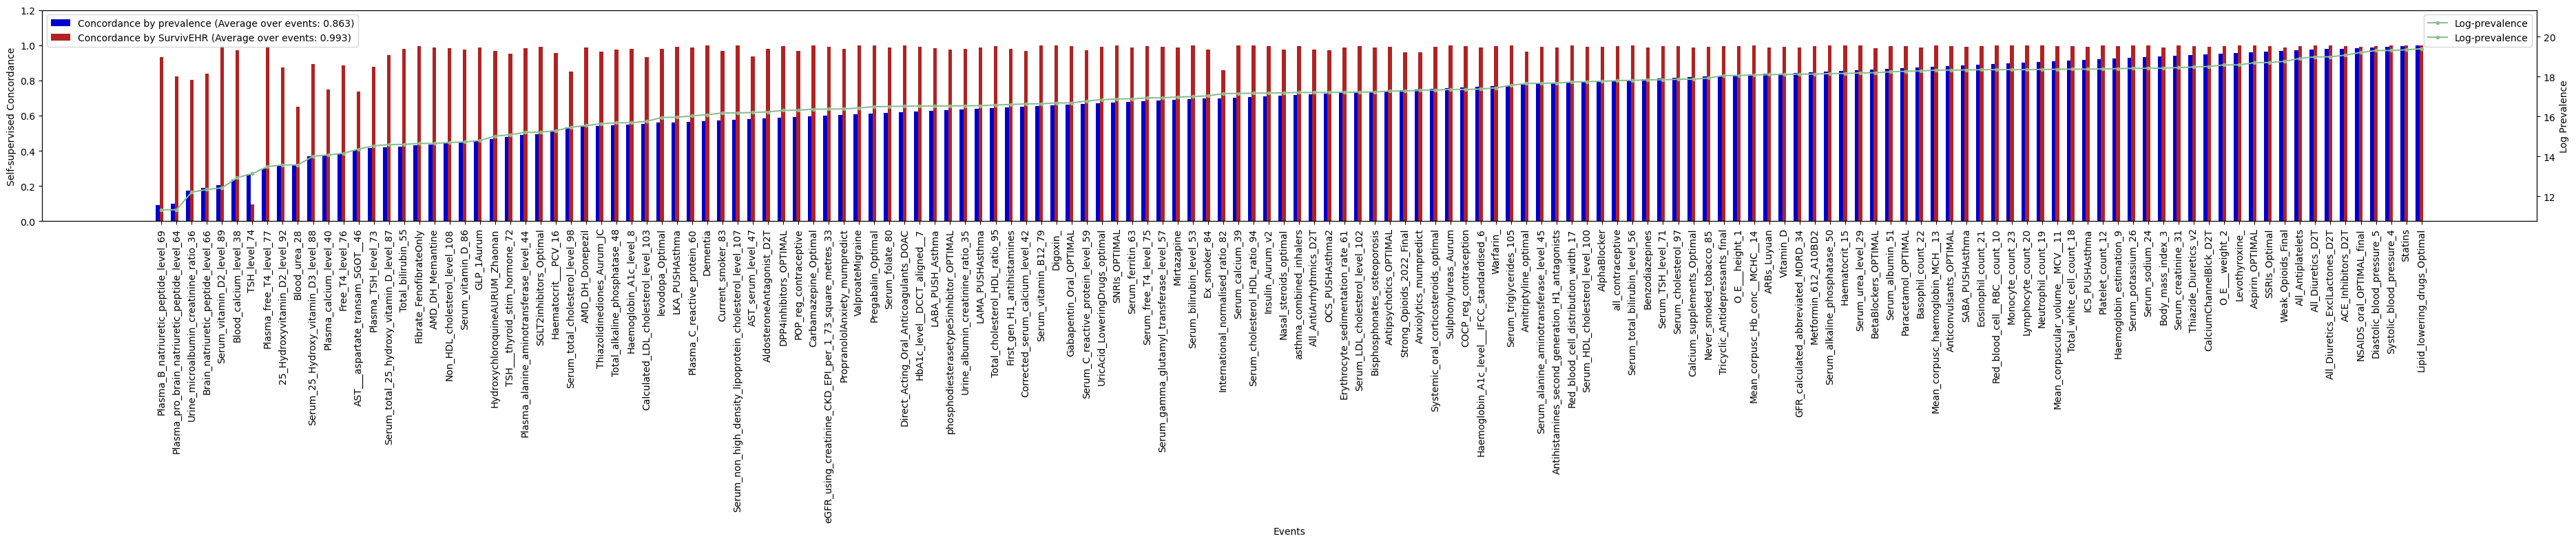 Concordance by prevalence (Average over events: 0.863)
Concordance by SurvivEHR (Average over events: 0.993)
Log-prevalence
Log-prevalence
Self-supervised Concordance
1.2
1.0
0.8
0.6
0.4
0.2
0.0
Log Prevalence
20
18
16
14
12
Plasma_B_natriuretic_peptide_level_69
Plasma_pro_brain_natriuretic_peptide_level_64
Urine_microalbumin_creatinine_ratio_36
Brain_natriuretic_peptide_level_66
Serum_vitamin_D2_level_89
Blood_calcium_level_38
TSH_level_74
Plasma_free_T4_level_77
25_Hydroxyvitamin_D2_level_92
Blood_urea_28
Serum_25_Hydroxy_vitamin_D3_level_88
Plasma_calcium_level_40
Free_T4_level_76
AST___aspartate_transam_SGOT__46
Plasma_TSH_level_73
Serum_total_25_hydroxy_vitamin_D_level_87
Total_bilirubin_55
Fibrate_FenofibrateOnly
AMD_DH_Memantine
Non_HDL_cholesterol_level_108
Serum_vitamin_D_86
GLP_1Aurum
HydroxychloroquineAURUM_Zhaonan
TSH___thyroid_stim_hormone_72
Plasma_alanine_aminotransferase_level_44
SGLT2inhibitors_Optimal
Haematocrit___PCV_16
Serum_total_cholesterol_level_98
AMD_DH_Donepezil
Thiazolidinediones_Aurum_JC
Total_alkaline_phosphatase_48
Haemoglobin_A1c_level_8
Calculated_LDL_cholesterol_level_103
levodopa_Optimal
LKA_PUSHAsthma
Plasma_C_reactive_protein_60
Dementia
Current_smoker_83
Serum_non_high_density_lipoprotein_cholesterol_level_107
AST_serum_level_47
AldosteroneAntagonist_D2T
DPP4inhibitors_OPTIMAL
POP_reg_contraceptive
Carbamazepine_Optimal
eGFR_using_creatinine_CKD_EPI_per_1_73_square_metres_33
PropranololAnxiety_mumpredict
ValproateMigraine
Pregabalin_Optimal
Serum_folate_80
Direct_Acting_Oral_Anticoagulants_DOAC
HbA1c_level__DCCT_aligned__7
LABA_PUSH_Asthma
phosphodiesterasetype5inhibitor_OPTIMAL
Urine_albumin_creatinine_ratio_35
LAMA_PUSHAsthma
Total_cholesterol_HDL_ratio_95
First_gen_H1_antihistamines
Corrected_serum_calcium_level_42
Serum_vitamin_B12_79
Digoxin_
Gabapentin_Oral_OPTIMAL
Serum_C_reactive_protein_level_59
UricAcid_LoweringDrugs_optimal
SNRIs_OPTIMAL
Serum_ferritin_63
Serum_free_T4_level_75
Serum_gamma_glutamyl_transferase_level_57
Mirtazapine
Serum_bilirubin_level_53
Ex_smoker_84
International_normalised_ratio_82
Serum_calcium_39
Serum_cholesterol_HDL_ratio_94
Insulin_Aurum_v2
Nasal_steroids_optimal
asthma_combined_inhalers
All_AntiArrhythmics_D2T
OCS_PUSHAsthma2
Erythrocyte_sedimentation_rate_61
Serum_LDL_cholesterol_level_102
Bisphosphonates_osteoporosis
Antipsychotics_OPTIMAL
Strong_Opioids_2022_Final
Anxiolytics_mumpredict
Systemic_oral_corticosteroids_optimal
Sulphonylureas_Aurum
COCP_reg_contraception
Haemoglobin_A1c_level___IFCC_standardised_6
Warfarin_-
Serum_triglycerides_105
Amitriptyline_optimal
Serum_alanine_aminotransferase_level_45
Antihistamines_second_generation_H1_antagonists
Red_blood_cell_distribution_width_17
Serum_HDL_cholesterol_level_100
AlphaBlocker
all_contraceptive
Serum_total_bilirubin_level_56
Benzodiazepines
Serum_TSH_level_71
Serum_cholesterol_97
Calcium_supplements_Optimal
Never_smoked_tobacco_85
Tricyclic_Antidepressants_final
O_E___height_1
Mean_corpusc_Hb_conc__MCHC__14
ARBs_Luyuan
Vitamin_D
GFR_calculated_abbreviated_MDRD_34
Metformin_612_A10BD2
Serum_alkaline_phosphatase_50
Haematocrit_15
Serum_urea_level_29
BetaBlockers_OPTIMAL
Serum_albumin_51
Paracetamol_OPTIMAL
Basophil_count_22
Mean_corpusc_haemoglobin_MCH__13
Anticonvulsants_OPTIMAL
SABA_PUSHAsthma
Eosinophil_count_21
Red_blood_cell__RBC__count_10
Monocyte_count_23
Lymphocyte_count_20
Neutrophil_count_19
Mean_corpuscular_volume__MCV__11
Total_white_cell_count_18
ICS_PUSHAsthma
Platelet_count_12
Haemoglobin_estimation_9
Serum_potassium_26
Serum_sodium_24
Body_mass_index_3
Serum_creatinine_31
Thiazide_Diuretics_v2
CalciumChannelBlck_D2T
O_E___weight_2
Levothyroxine_
Aspirin_OPTIMAL
SSRIs_Optimal
Weak_Opioids_Final
All_Antiplatelets
All_Diuretics_D2T
All_Diuretics_ExclLactones_D2T
ACE_Inhibitors_D2T
NSAIDS_oral_OPTIMAL_final
Diastolic_blood_pressure_5
Systolic_blood_pressure_4
Statins
Lipid_lowering_drugs_Optimal
Events